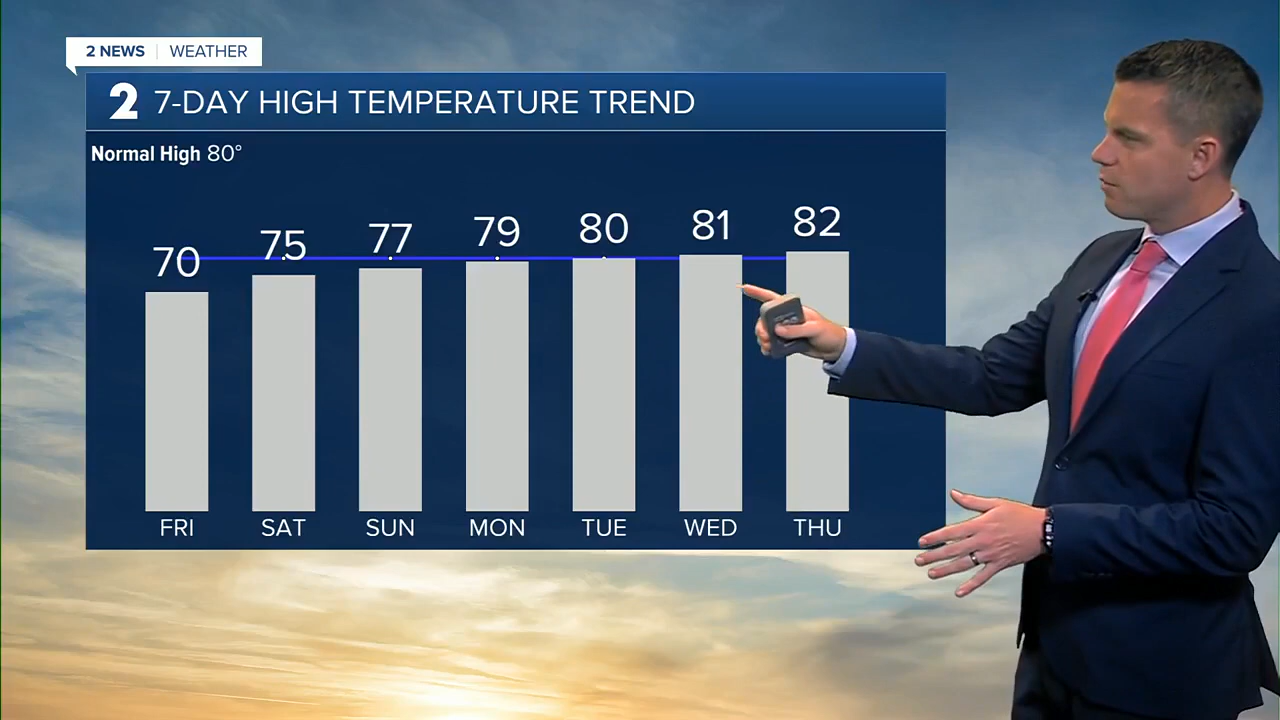 2 NEWS | WEATHER
2 7-DAY HIGH TEMPERATURE TREND
Normal High 80°
70 75 77 79 80 81 82
FRI SAT SUN MON TUE WED THU